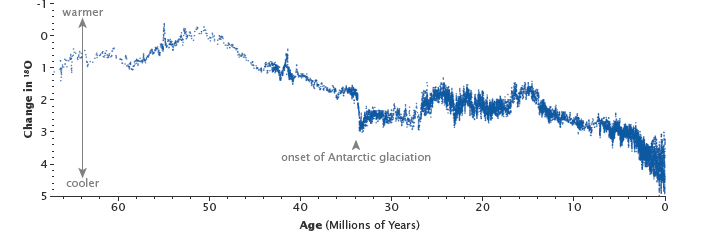 -1
warmer
0
1
2
3
onset of Antarctic glaciation
4
cooler
5
Change in ¹⁸O
60 50 40 30 20 10 0
Age (Millions of Years)